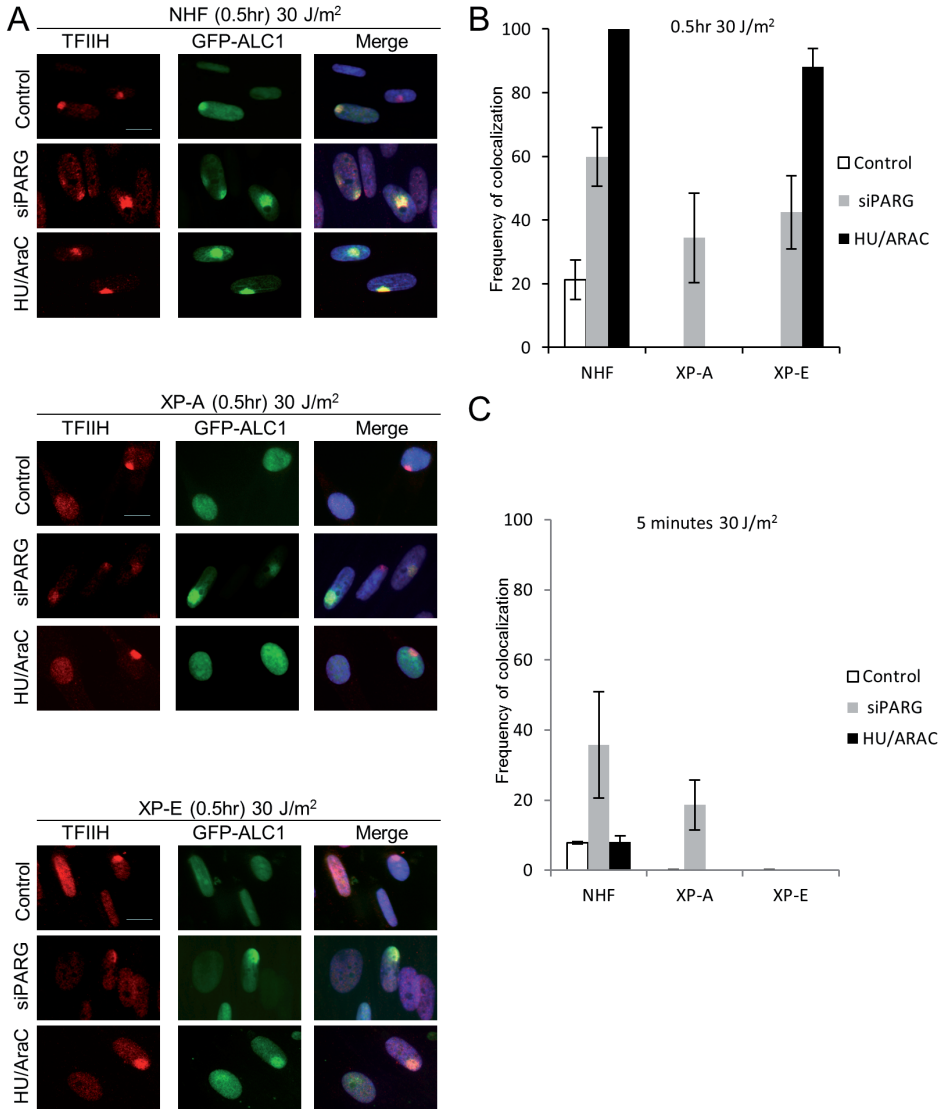 A
NHF (0.5hr) 30 J/m²
TFIIH GFP-ALC1 Merge
Control
siPARG
HU/AraC
XP-A (0.5hr) 30 J/m²
TFIIH GFP-ALC1 Merge
Control
siPARG
HU/AraC
XP-E (0.5hr) 30 J/m²
TFIIH GFP-ALC1 Merge
Control
siPARG
HU/AraC
B
0.5hr 30 J/m²
Frequency of colocalization
100
80
60
40
20
0
NHF XP-A XP-E
Control
siPARG
HU/ARAC
C
5 minutes 30 J/m²
Frequency of colocalization
100
80
60
40
20
0
NHF XP-A XP-E
Control
siPARG
HU/ARAC